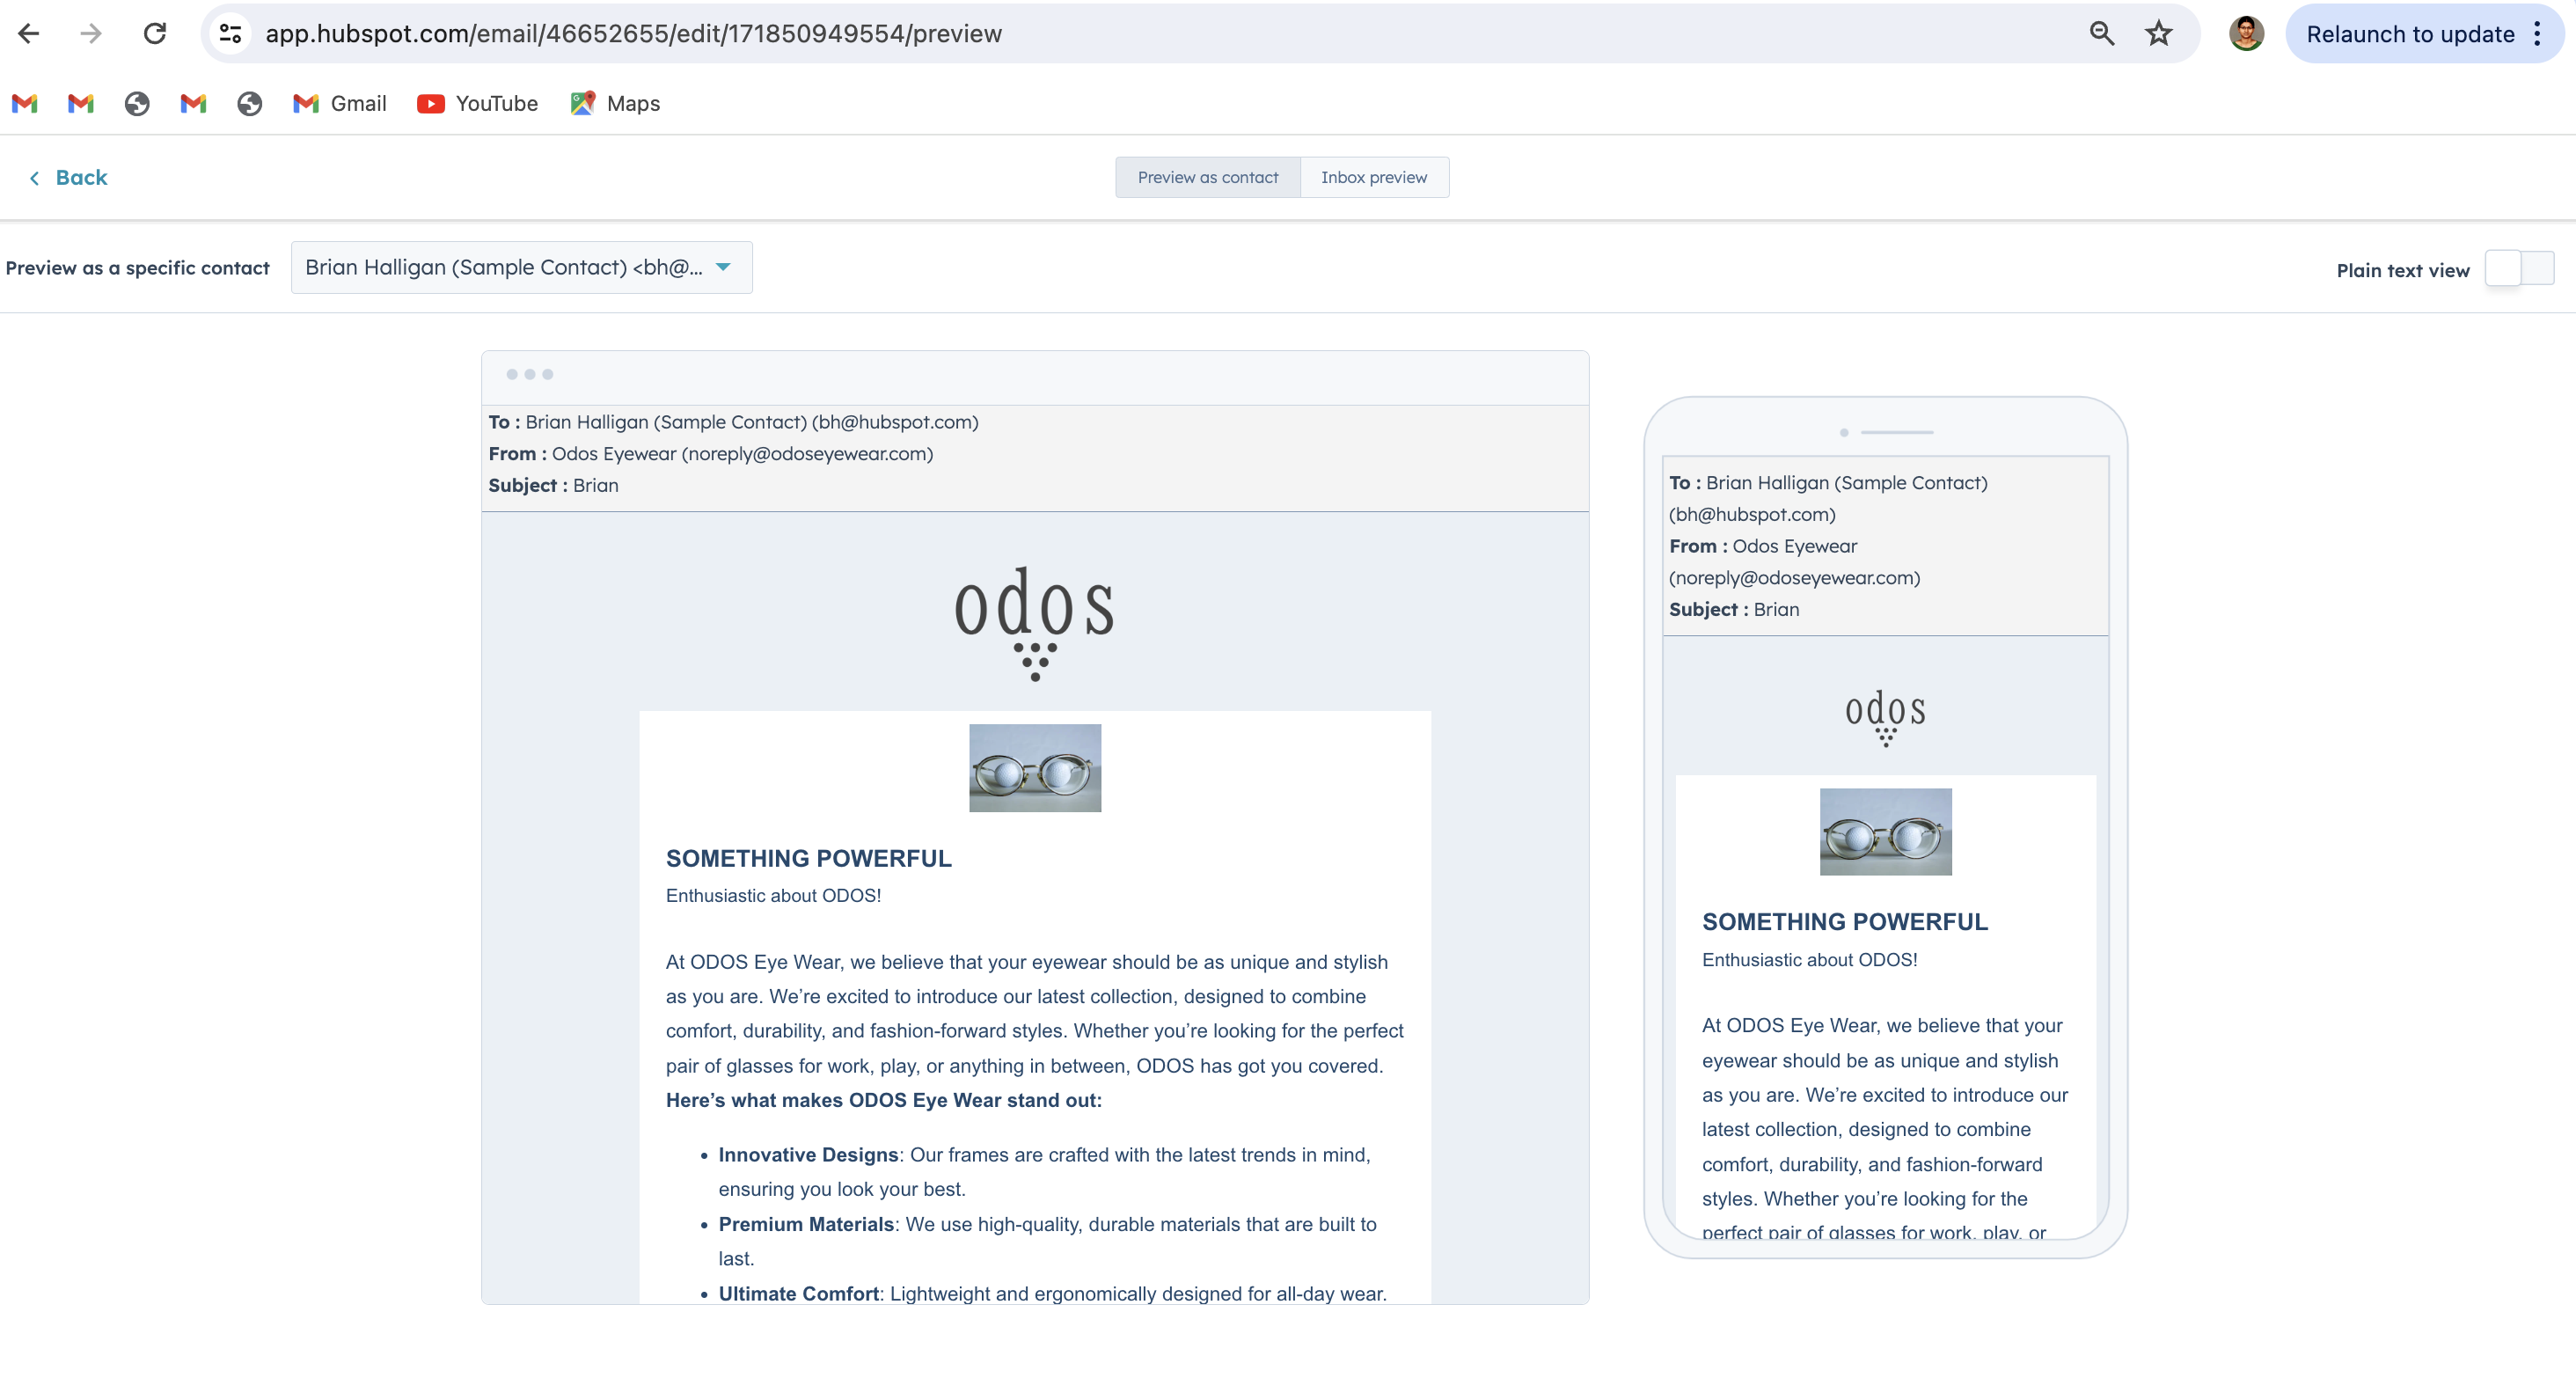 app.hubspot.com/email/46652655/edit/171850949554/preview
Relaunch to update
Gmail
YouTube
Maps
Back
Preview as contact
Inbox preview
Preview as a specific contact
Brian Halligan (Sample Contact) <bh@...
Plain text view
To : Brian Halligan (Sample Contact) (bh@hubspot.com)
From : Odos Eyewear (noreply@odoseyewear.com)
Subject : Brian
odos
SOMETHING POWERFUL
Enthusiastic about ODOS!
At ODOS Eye Wear, we believe that your eyewear should be as unique and stylish
as you are. We’re excited to introduce our latest collection, designed to combine
comfort, durability, and fashion-forward styles. Whether you’re looking for the perfect
pair of glasses for work, play, or anything in between, ODOS has got you covered.
Here’s what makes ODOS Eye Wear stand out:
• Innovative Designs: Our frames are crafted with the latest trends in mind,
ensuring you look your best.
• Premium Materials: We use high-quality, durable materials that are built to
last.
• Ultimate Comfort: Lightweight and ergonomically designed for all-day wear.
To : Brian Halligan (Sample Contact)
(bh@hubspot.com)
From : Odos Eyewear
(noreply@odoseyewear.com)
Subject : Brian
odos
SOMETHING POWERFUL
Enthusiastic about ODOS!
At ODOS Eye Wear, we believe that your
eyewear should be as unique and stylish
as you are. We’re excited to introduce our
latest collection, designed to combine
comfort, durability, and fashion-forward
styles. Whether you’re looking for the
perfect pair of glasses for work, play, or